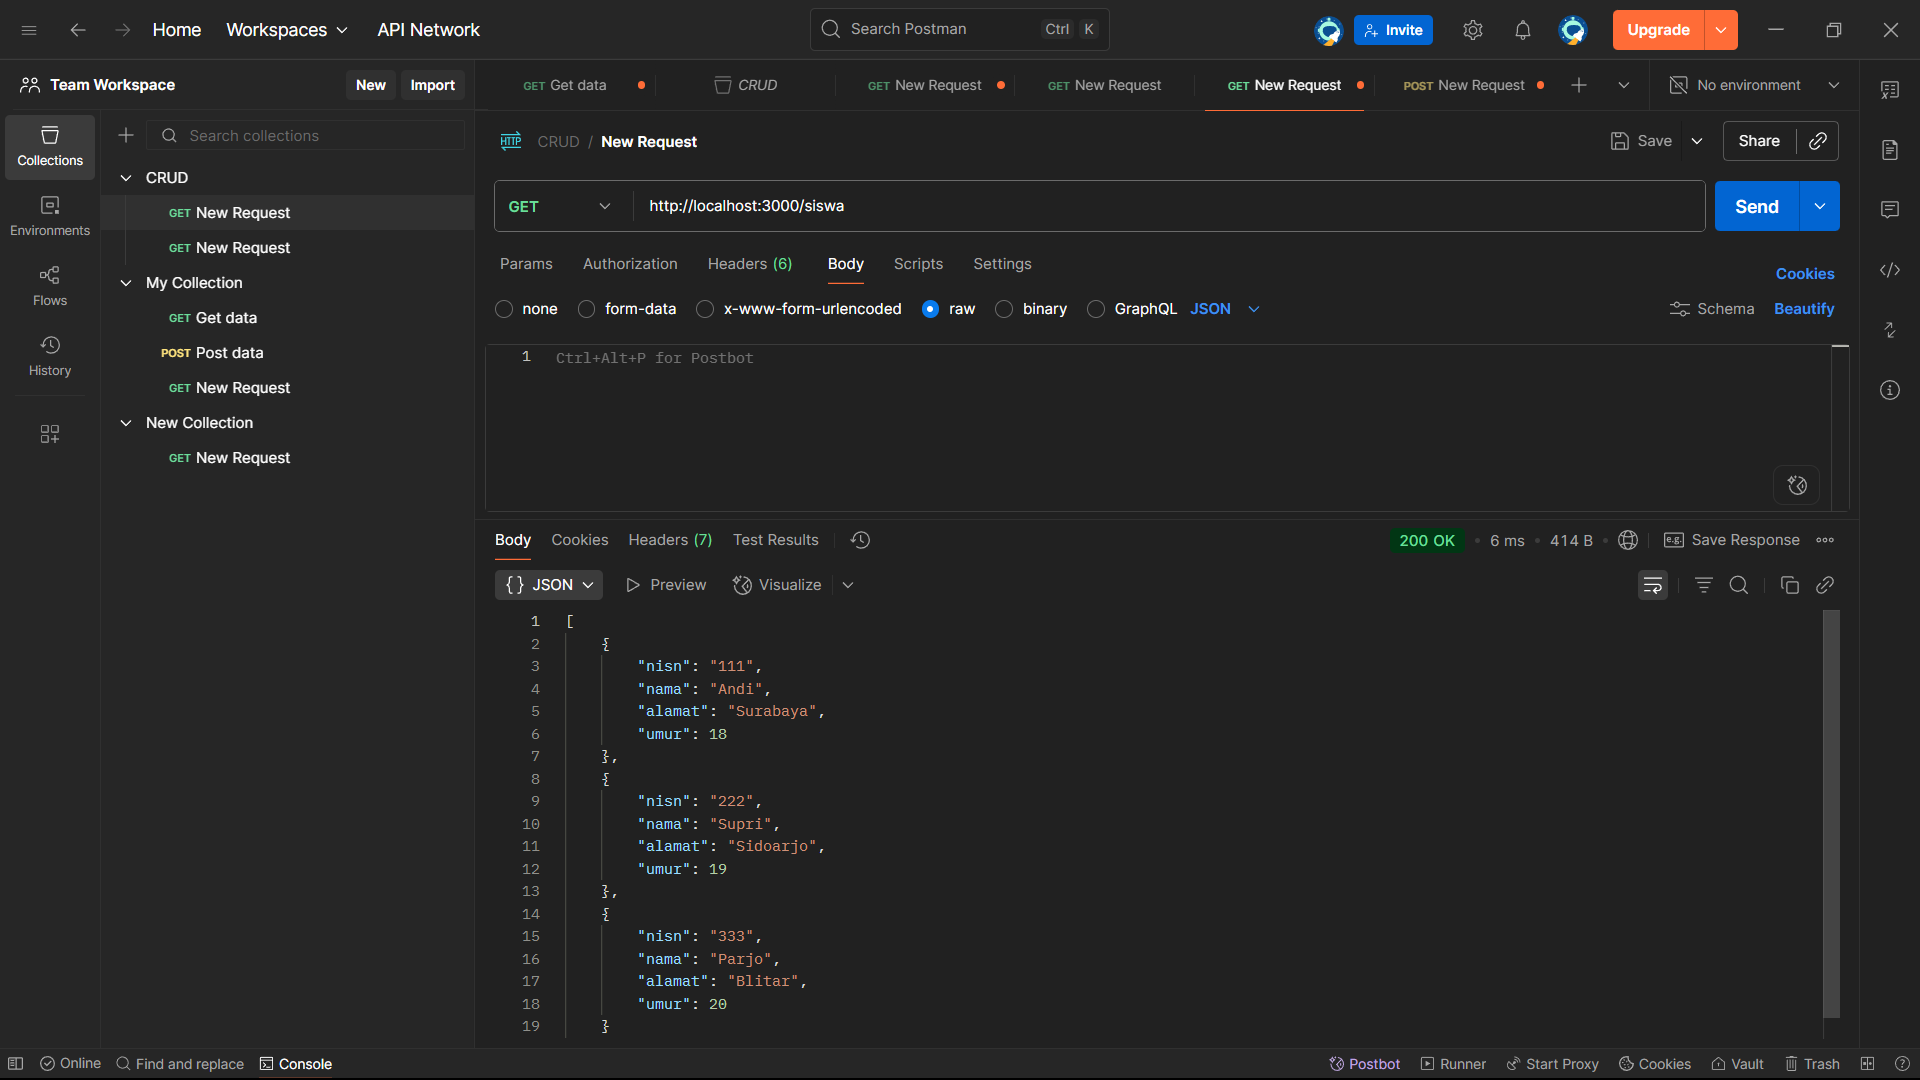 Home Workspaces API Network Search Postman Ctrl K Invite Upgrade
Team Workspace New Import
GET Get data CRUD GET New Request GET New Request GET New Request POST New Request No environment
Collections
Environments
Flows
History
Search collections
CRUD
GET New Request
GET New Request
My Collection
GET Get data
POST Post data
GET New Request
New Collection
GET New Request
HTTP CRUD / New Request Save Share
GET http://localhost:3000/siswa Send
Params Authorization Headers (6) Body Scripts Settings Cookies
none form-data x-www-form-urlencoded raw binary GraphQL JSON Schema Beautify
1 Ctrl+Alt+P for Postbot
Body Cookies Headers (7) Test Results 200 OK • 6 ms • 414 B • e.g. Save Response
{} JSON Preview Visualize
1 [
2 {
3 "nisn": "111",
4 "nama": "Andi",
5 "alamat": "Surabaya",
6 "umur": 18
7 },
8 {
9 "nisn": "222",
10 "nama": "Supri",
11 "alamat": "Sidoarjo",
12 "umur": 19
13 },
14 {
15 "nisn": "333",
16 "nama": "Parjo",
17 "alamat": "Blitar",
18 "umur": 20
19 }
Online Find and replace Console Postbot Runner Start Proxy Cookies Vault Trash